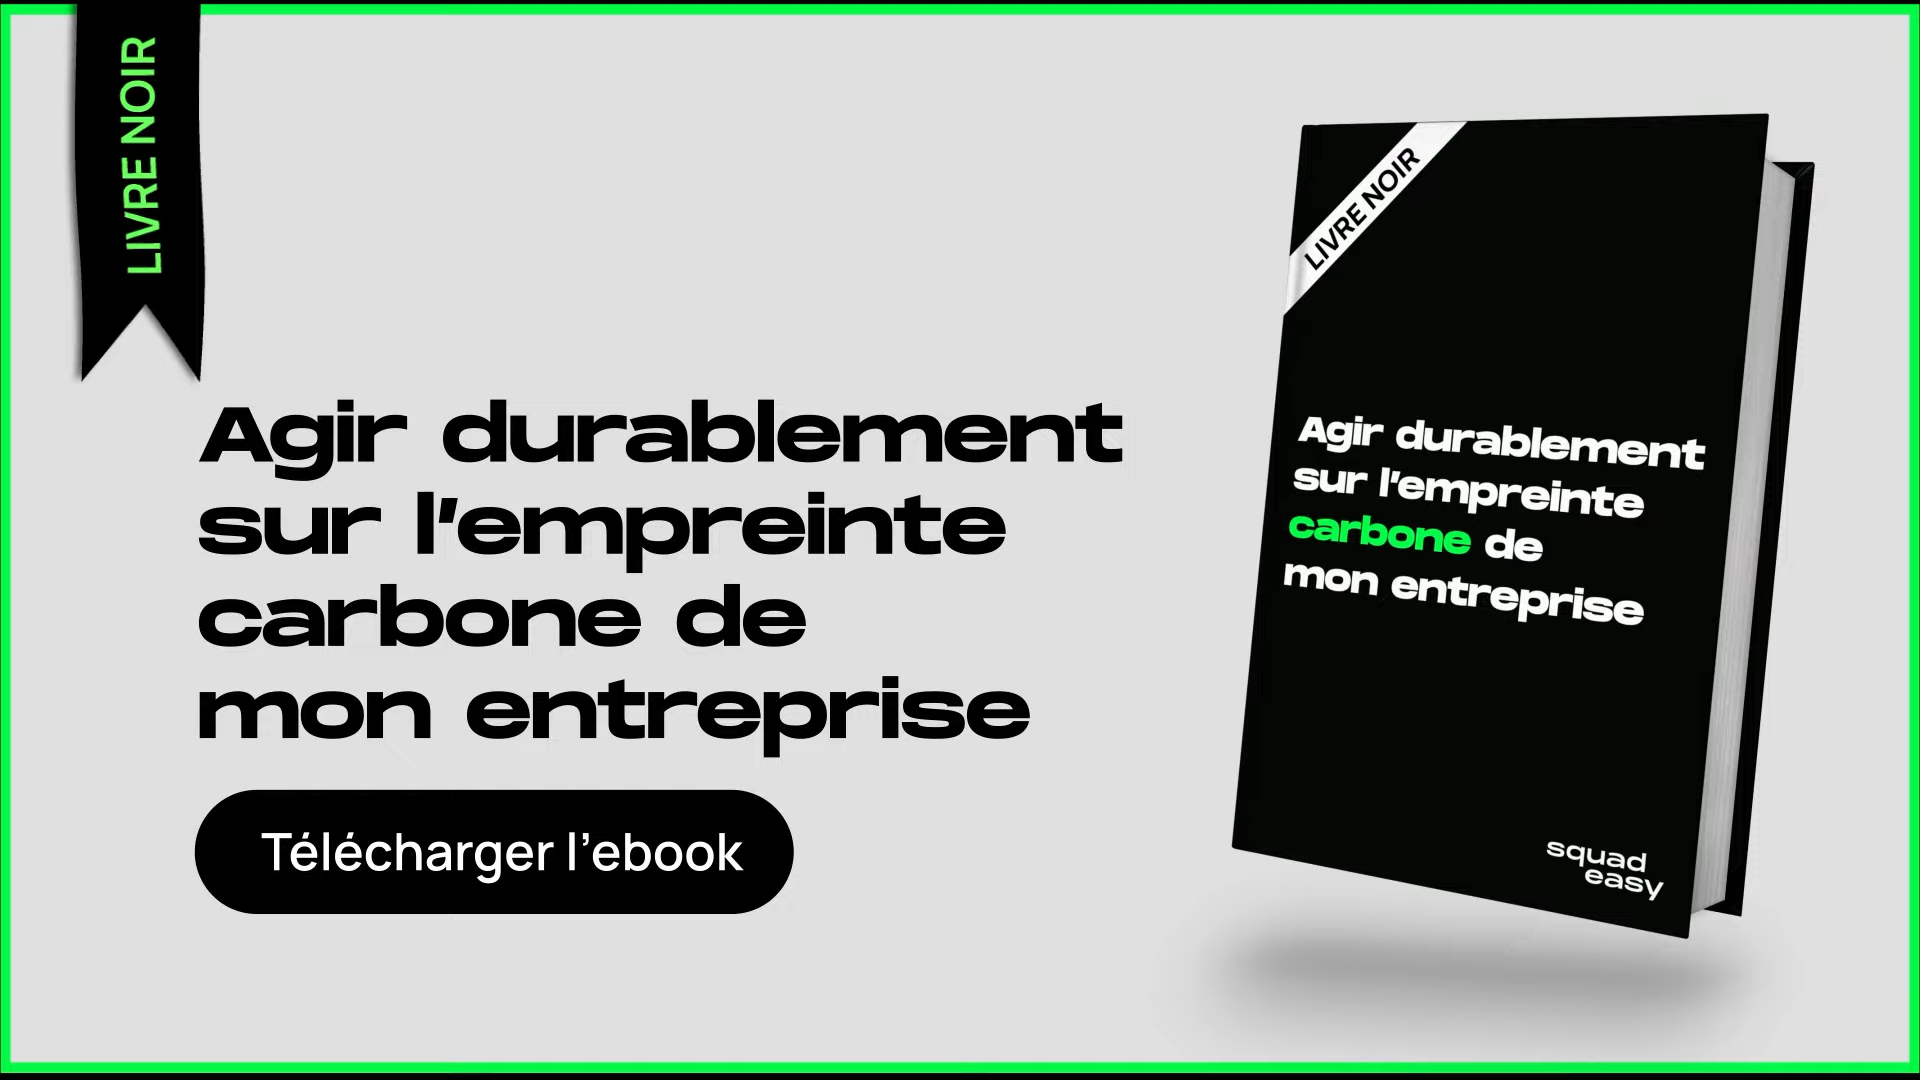 LIVRE NOIR
Agir durablement
sur l'empreinte
carbone de
mon entreprise
Télécharger l'ebook
LIVRE NOIR
Agir durablement
sur l'empreinte
carbone de
mon entreprise
squad
easy